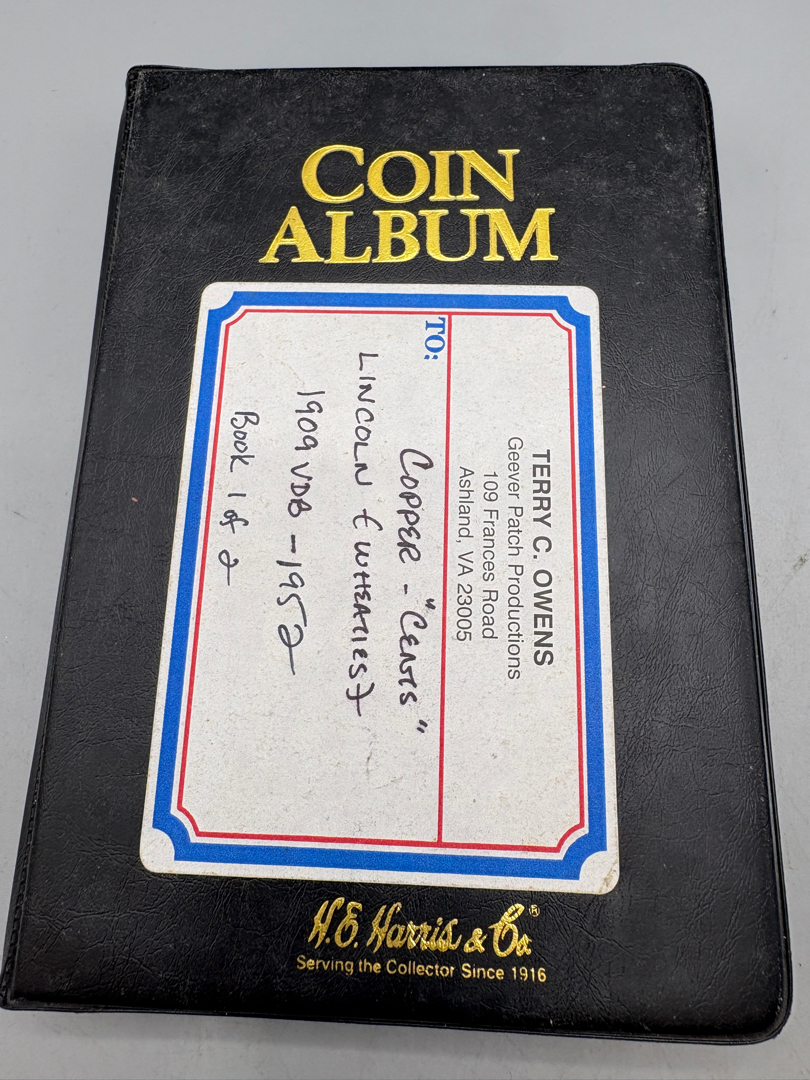 COIN
ALBUM
TERRY C. OWENS
Geever Patch Productions
109 Frances Road
Ashland, VA 23005
TO:
COPPER - "CENTS"
LINCOLN (WHEATIES)
1909 VDB - 1952
Book 1 of 2
H.E. Harris & Co.®
Serving the Collector Since 1916